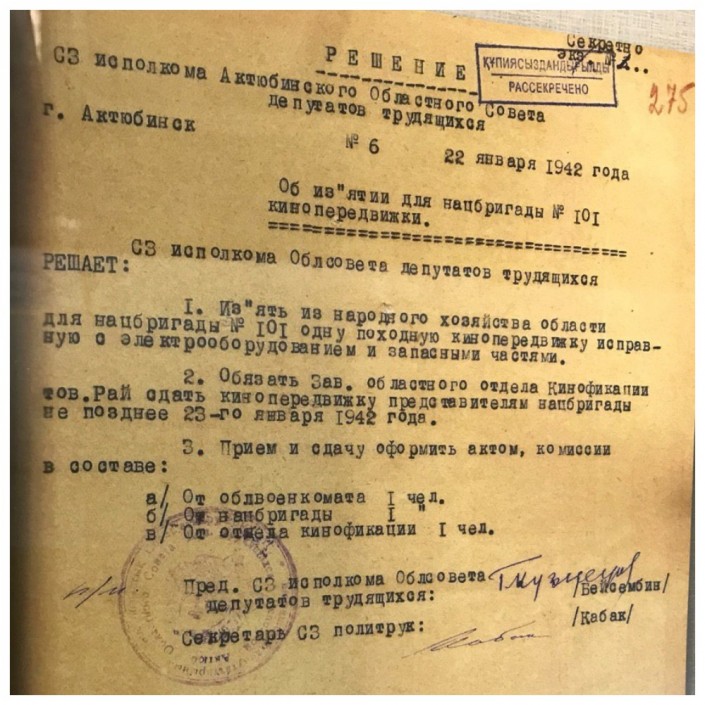 Секретно
экз. № 2..
РЕШЕНИЕ
ҚҰПИЯСЫЗДАНДЫРЫЛДЫ
РАССЕКРЕЧЕНО
275
СЗ исполкома Актюбинского Областного Совета
депутатов трудящихся
г. Актюбинск
№ 6 22 января 1942 года
Об из"ятии для нацбригады № 101
кинопередвижки.
СЗ исполкома Облсовета депутатов трудящихся
РЕШАЕТ:
1. Из"ять из народного хозяйства области
для нацбригады № 101 одну походную кинопередвижку исправ-
ную с электрооборудованием и запасными частями.
2. Обязать Зав. областного отдела Кинофикации
тов.Рай сдать кинопередвижку представителям нацбригады
не позднее 23-го января 1942 года.
3. Прием и сдачу оформить актом, комиссии
в составе:
а/ От облвоенкомата 1 чел.
б/ От нацбригады 1 "
в/ От отдела кинофикации 1 чел.
Пред. СЗ исполкома Облсовета
депутатов трудящихся: /Бейсембин/
"Секретарь СЗ политрук: /Кабак/